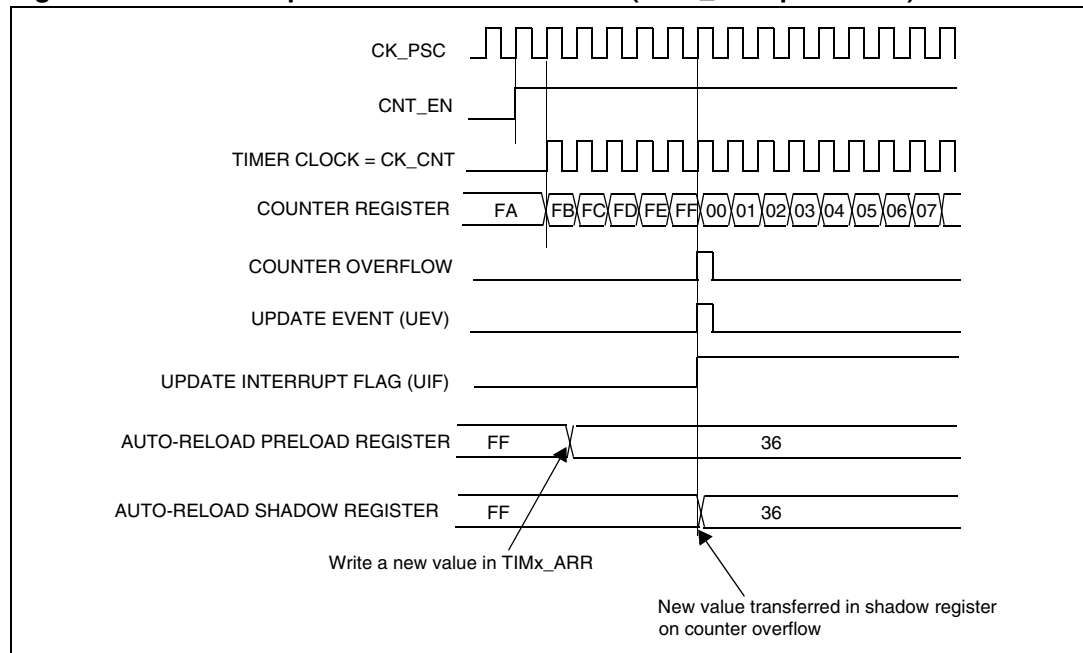 CK_PSC
CNT_EN
TIMER CLOCK = CK_CNT
COUNTER REGISTER FA FB FC FD FE FF 00 01 02 03 04 05 06 07
COUNTER OVERFLOW
UPDATE EVENT (UEV)
UPDATE INTERRUPT FLAG (UIF)
AUTO-RELOAD PRELOAD REGISTER FF 36
AUTO-RELOAD SHADOW REGISTER FF 36
Write a new value in TIMx_ARR
New value transferred in shadow register
on counter overflow